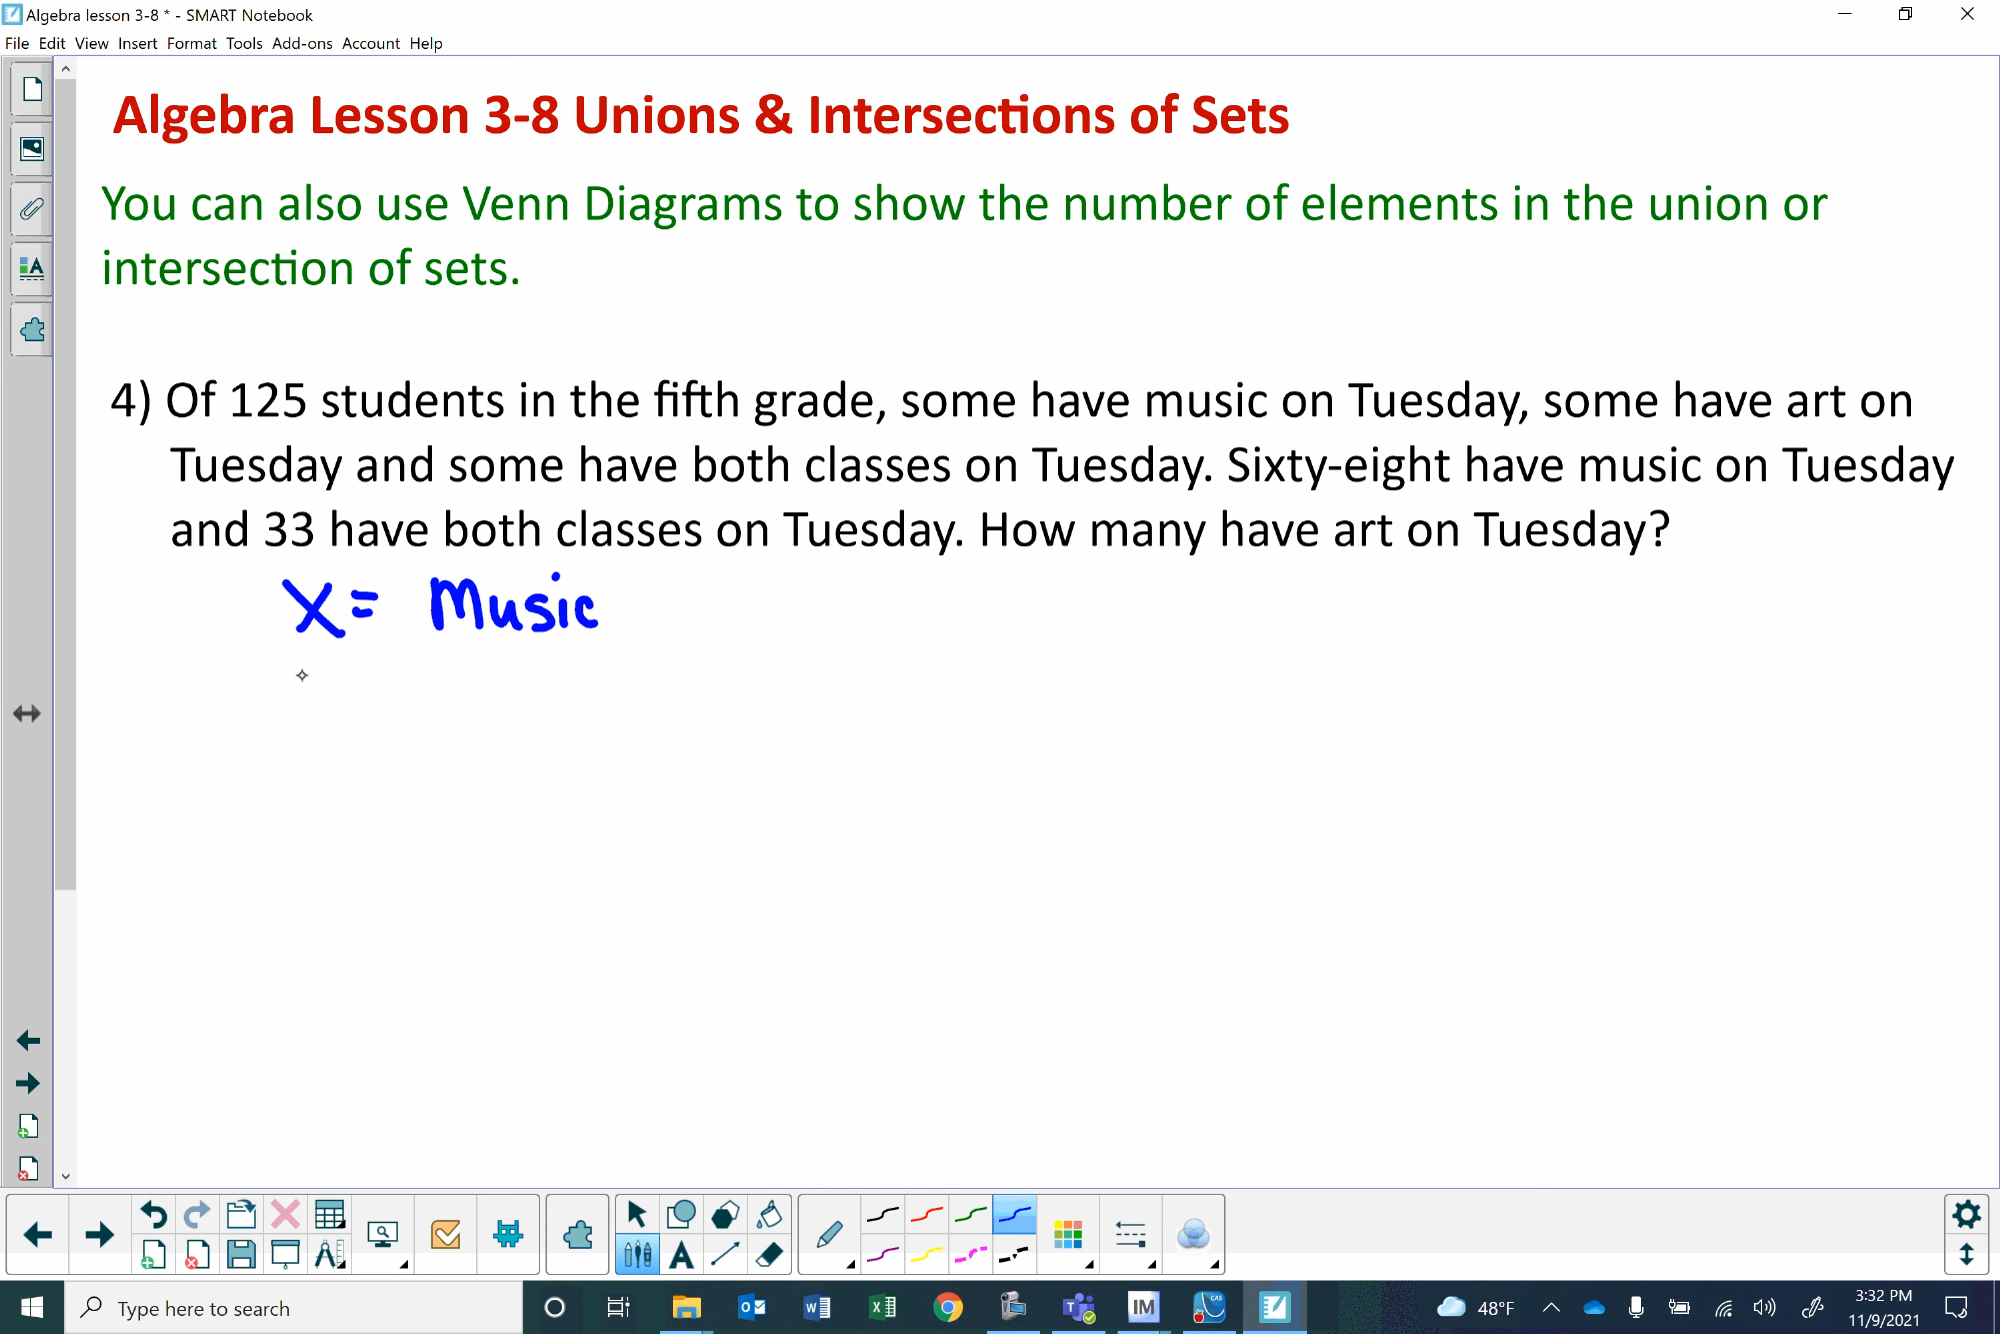 Algebra lesson 3-8 * - SMART Notebook
File Edit View Insert Format Tools Add-ons Account Help
Algebra Lesson 3-8 Unions & Intersections of Sets
You can also use Venn Diagrams to show the number of elements in the union or
intersection of sets.
4) Of 125 students in the fifth grade, some have music on Tuesday, some have art on
Tuesday and some have both classes on Tuesday. Sixty-eight have music on Tuesday
and 33 have both classes on Tuesday. How many have art on Tuesday?
X= Music
Type here to search
IM
48°F
3:32 PM
11/9/2021